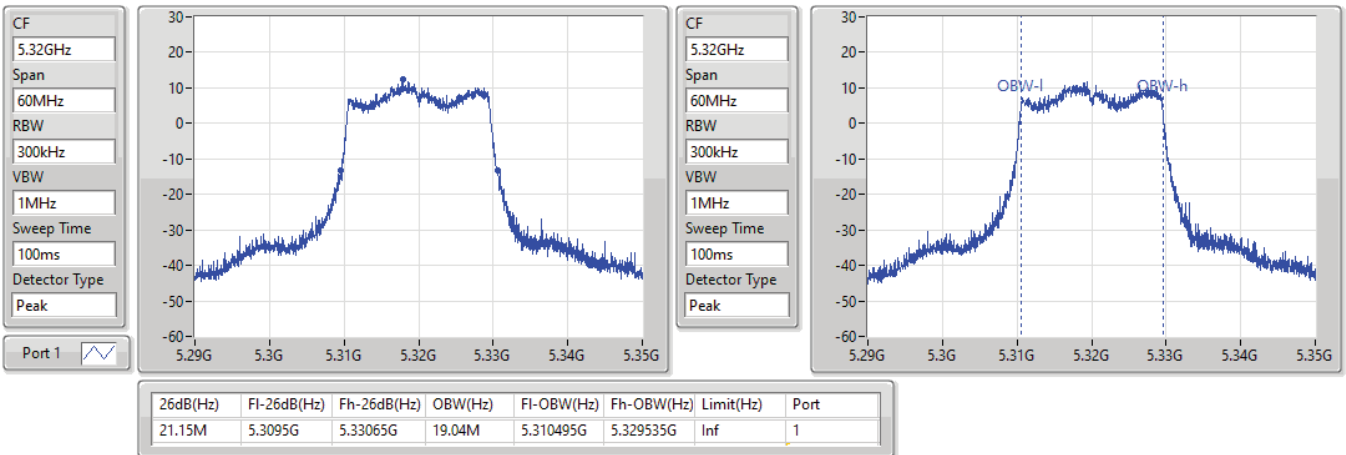 CF
5.32GHz
Span
60MHz
RBW
300kHz
VBW
1MHz
Sweep Time
100ms
Detector Type
Peak
Port 1
30
20
10
0
-10
-20
-30
-40
-50
-60
5.29G 5.3G 5.31G 5.32G 5.33G 5.34G 5.35G
CF
5.32GHz
Span
60MHz
RBW
300kHz
VBW
1MHz
Sweep Time
100ms
Detector Type
Peak
30
20
10
0
-10
-20
-30
-40
-50
-60
OBW-l OBW-h
5.29G 5.3G 5.31G 5.32G 5.33G 5.34G 5.35G
26dB(Hz) Fl-26dB(Hz) Fh-26dB(Hz) OBW(Hz) Fl-OBW(Hz) Fh-OBW(Hz) Limit(Hz) Port
21.15M 5.3095G 5.33065G 19.04M 5.310495G 5.329535G Inf 1